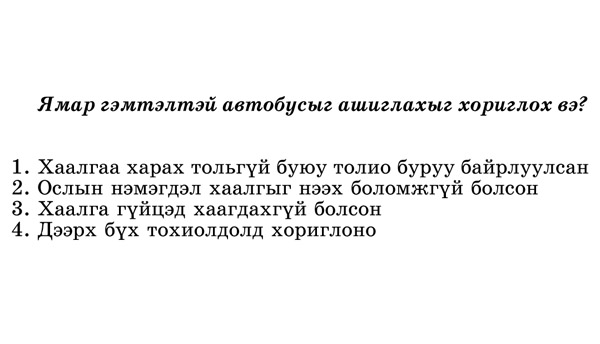 Ямар гэмтэлтэй автобусыг ашиглахыг хориглох вэ?
1. Хаалгаа харах тольгүй буюу толио буруу байрлуулсан
2. Ослын нэмэгдэл хаалгыг нээх боломжгүй болсон
3. Хаалга гүйцэд хаагдахгүй болсон
4. Дээрх бүх тохиолдолд хориглоно